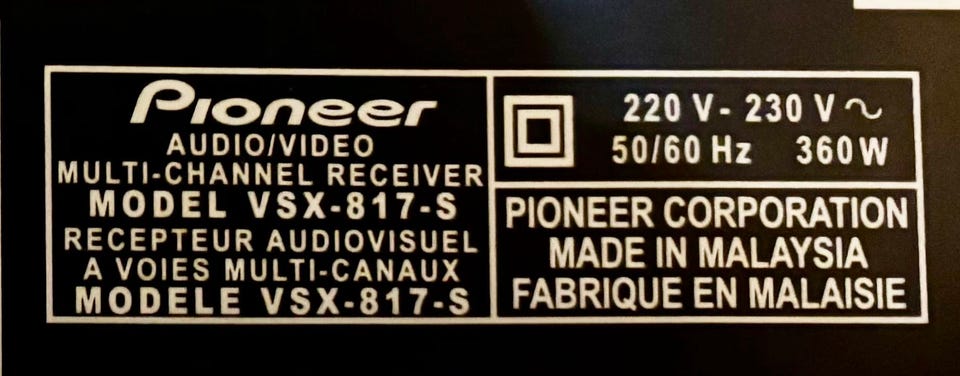 Pioneer
AUDIO/VIDEO
MULTI-CHANNEL RECEIVER
MODEL VSX-817-S
RECEPTEUR AUDIOVISUEL
A VOIES MULTI-CANAUX
MODELE VSX-817-S
220 V - 230 V ~
50/60 Hz 360W
PIONEER CORPORATION
MADE IN MALAYSIA
FABRIQUE EN MALAISIE